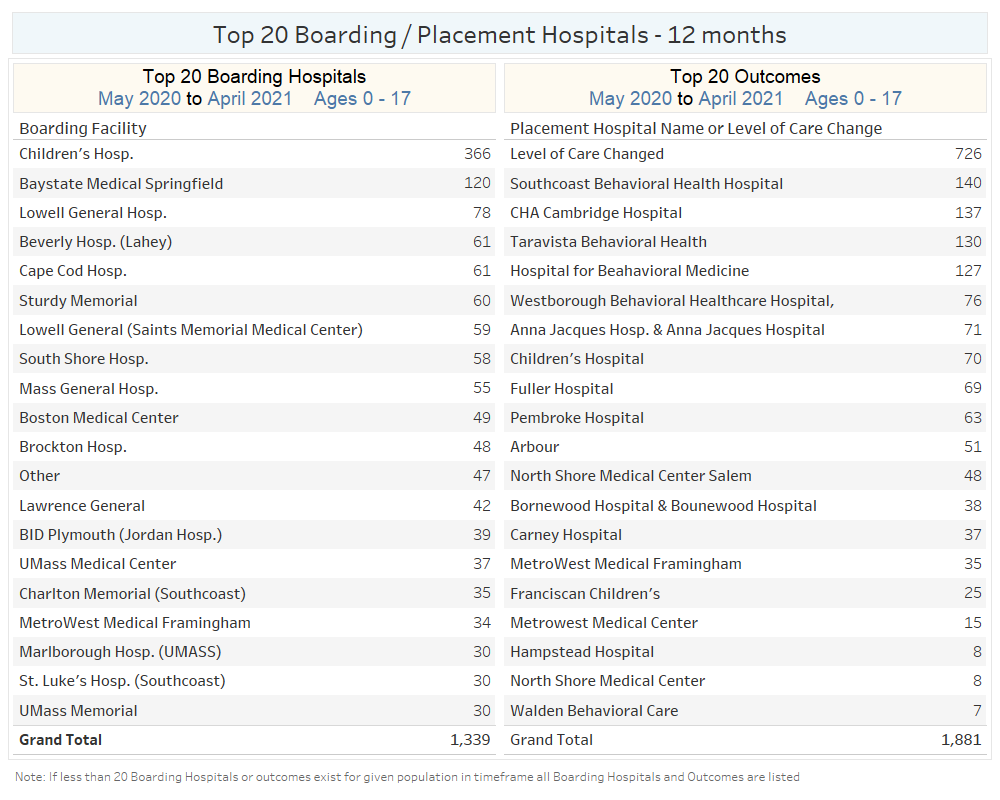 Top 20 Boarding / Placement Hospitals - 12 months
Top 20 Boarding Hospitals
May 2020 to April 2021 Ages 0 - 17
Boarding Facility
Children's Hosp. 366
Baystate Medical Springfield 120
Lowell General Hosp. 78
Beverly Hosp. (Lahey) 61
Cape Cod Hosp. 61
Sturdy Memorial 60
Lowell General (Saints Memorial Medical Center) 59
South Shore Hosp. 58
Mass General Hosp. 55
Boston Medical Center 49
Brockton Hosp. 48
Other 47
Lawrence General 42
BID Plymouth (Jordan Hosp.) 39
UMass Medical Center 37
Charlton Memorial (Southcoast) 35
MetroWest Medical Framingham 34
Marlborough Hosp. (UMASS) 30
St. Luke's Hosp. (Southcoast) 30
UMass Memorial 30
Grand Total 1,339
Top 20 Outcomes
May 2020 to April 2021 Ages 0 - 17
Placement Hospital Name or Level of Care Change
Level of Care Changed 726
Southcoast Behavioral Health Hospital 140
CHA Cambridge Hospital 137
Taravista Behavioral Health 130
Hospital for Beahavioral Medicine 127
Westborough Behavioral Healthcare Hospital, 76
Anna Jacques Hosp. & Anna Jacques Hospital 71
Children's Hospital 70
Fuller Hospital 69
Pembroke Hospital 63
Arbour 51
North Shore Medical Center Salem 48
Bornewood Hospital & Bounewood Hospital 38
Carney Hospital 37
MetroWest Medical Framingham 35
Franciscan Children's 25
Metrowest Medical Center 15
Hampstead Hospital 8
North Shore Medical Center 8
Walden Behavioral Care 7
Grand Total 1,881
Note: If less than 20 Boarding Hospitals or outcomes exist for given population in timeframe all Boarding Hospitals and Outcomes are listed